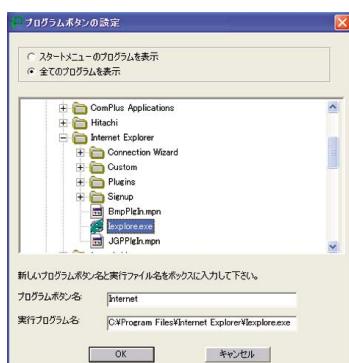 プログラムボタンの設定
スタートメニューのプログラムを表示
全てのプログラムを表示
ComPlus Applications
Hitachi
Internet Explorer
Connection Wizard
Custom
Plugins
Signup
BmpPlgIn.mpn
Iexplore.exe
JGPPlgIn.mpn
新しいプログラムボタン名と実行ファイル名をボックスに入力して下さい。
プログラムボタン名:
Internet
実行プログラム名:
C:¥Program Files¥Internet Explorer¥Iexplore.exe
OK
キャンセル